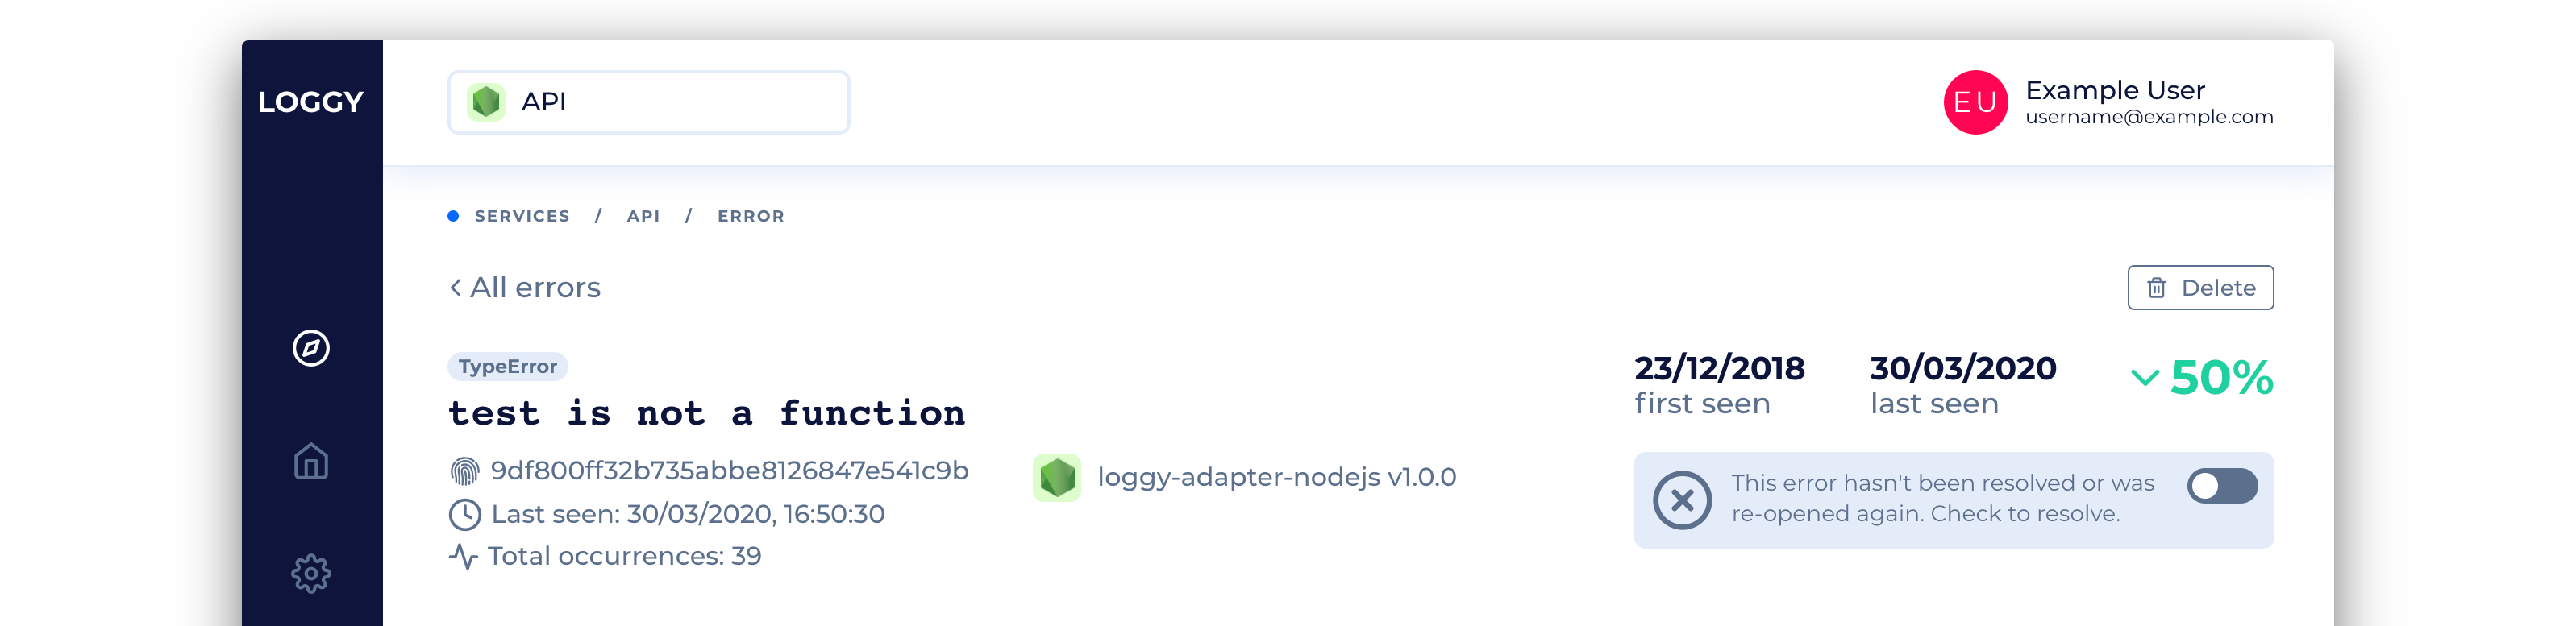 LOGGY
API
EU
Example User
username@example.com
SERVICES / API / ERROR
All errors
Delete
TypeError
test is not a function
9df800ff32b735abbe8126847e541c9b
Last seen: 30/03/2020, 16:50:30
Total occurrences: 39
loggy-adapter-nodejs v1.0.0
23/12/2018
first seen
30/03/2020
last seen
50%
This error hasn't been resolved or was
re-opened again. Check to resolve.